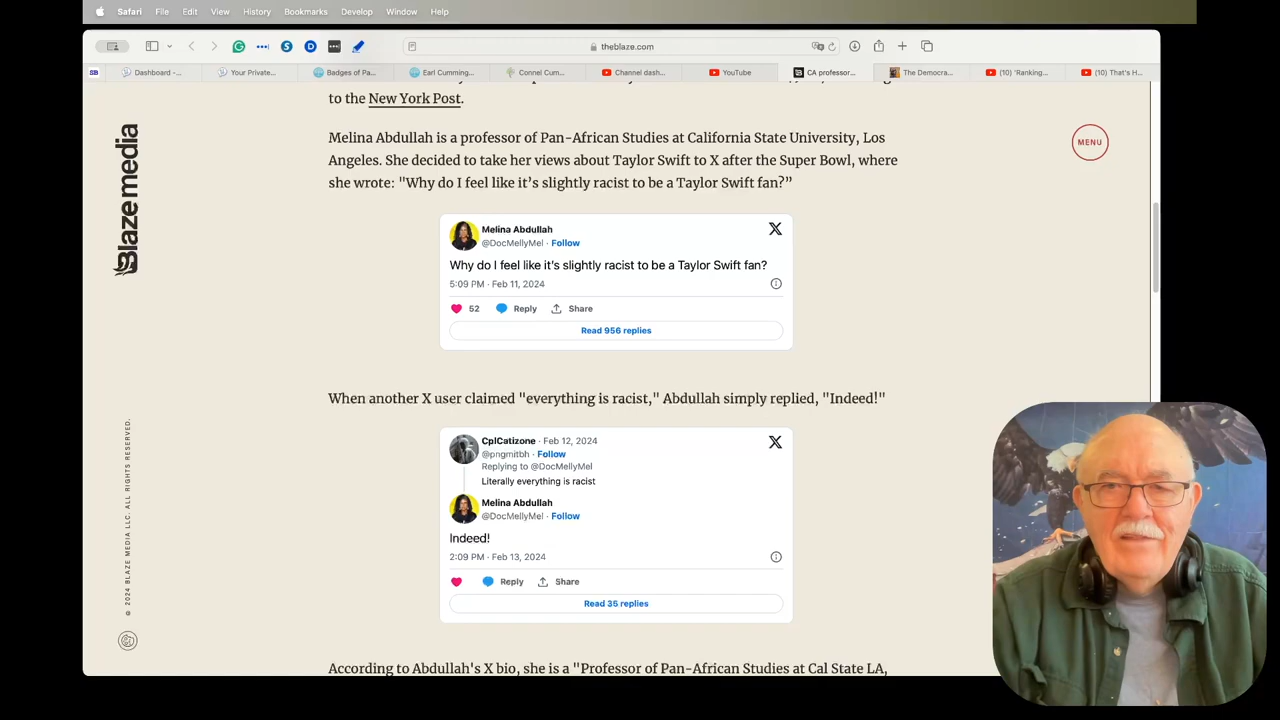 Safari File Edit View History Bookmarks Develop Window Help
theblaze.com
SB Dashboard -... Your Private... Badges of Pa... Earl Cumming... Connel Cum... Channel dash... YouTube CA professor... The Democra... (10) 'Ranking... (10) That's H...
to the New York Post.
Blaze media
MENU
Melina Abdullah is a professor of Pan-African Studies at California State University, Los
Angeles. She decided to take her views about Taylor Swift to X after the Super Bowl, where
she wrote: "Why do I feel like it's slightly racist to be a Taylor Swift fan?”
Melina Abdullah
@DocMellyMel · Follow
Why do I feel like it's slightly racist to be a Taylor Swift fan?
5:09 PM · Feb 11, 2024
52 Reply Share
Read 956 replies
When another X user claimed "everything is racist," Abdullah simply replied, "Indeed!"
CplCatizone · Feb 12, 2024
@pngmitbh · Follow
Replying to @DocMellyMel
Literally everything is racist
Melina Abdullah
@DocMellyMel · Follow
Indeed!
2:09 PM · Feb 13, 2024
Reply Share
Read 35 replies
© 2024 BLAZE MEDIA LLC. ALL RIGHTS RESERVED.
According to Abdullah's X bio, she is a "Professor of Pan-African Studies at Cal State LA,